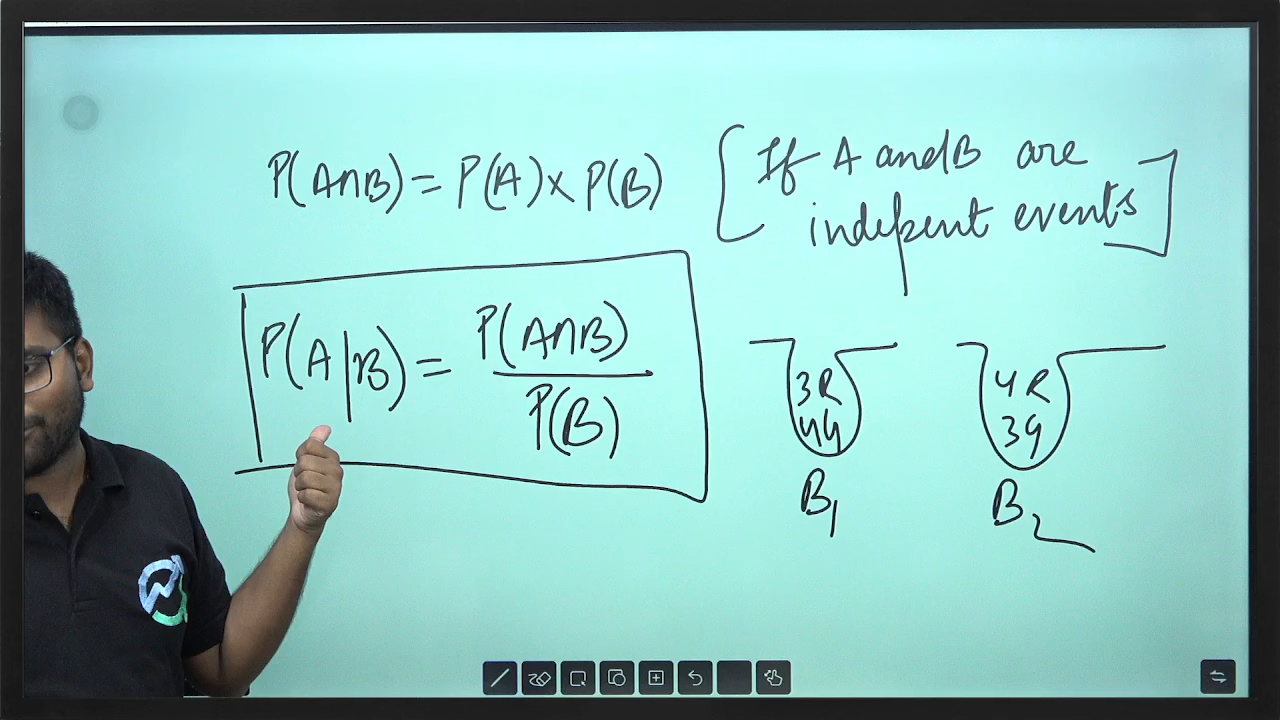 P(A∩B) = P(A) × P(B)
[If A and B are
indepent events]
P(A|B) = P(A∩B)
P(B)
3R
4G
B1
4R
3G
B2